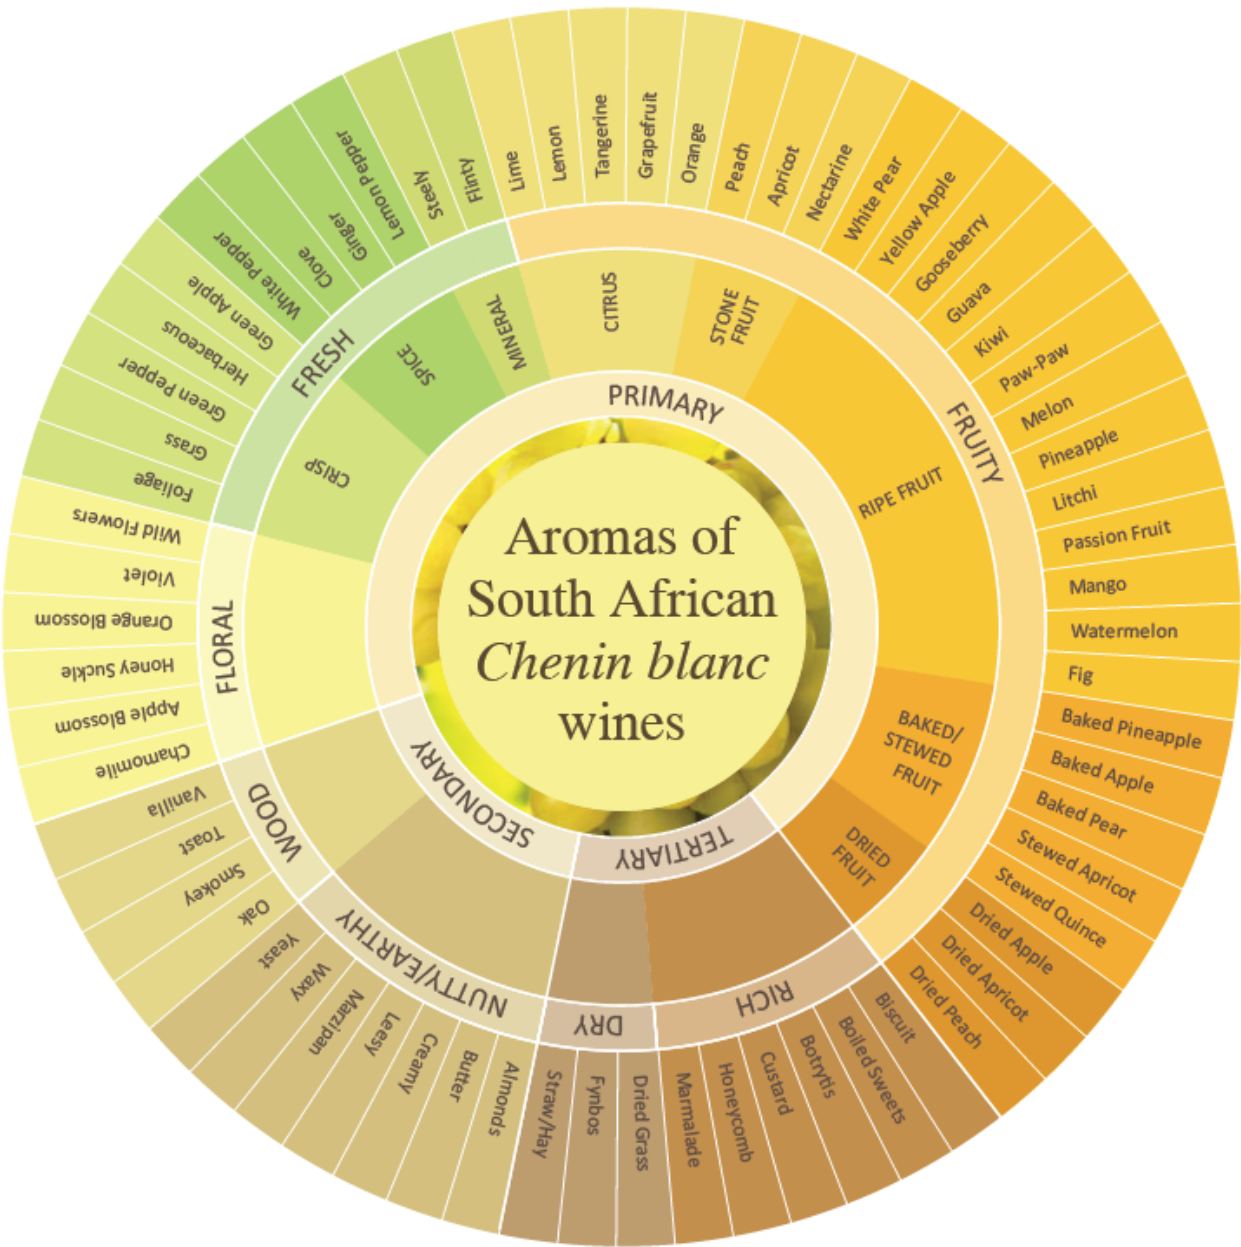 Aromas of
South African
Chenin blanc
wines
PRIMARY
SECONDARY
TERTIARY
FRUITY
CITRUS
Lime
Lemon
Tangerine
Grapefruit
Orange
STONE
FRUIT
Peach
Apricot
Nectarine
RIPE FRUIT
White Pear
Yellow Apple
Gooseberry
Guava
Kiwi
Paw-Paw
Melon
Pineapple
Litchi
Passion Fruit
Mango
Watermelon
Fig
BAKED/
STEWED
FRUIT
Baked Pineapple
Baked Apple
Baked Pear
Stewed Apricot
Stewed Quince
DRIED
FRUIT
Dried Apple
Dried Apricot
Dried Peach
RICH
Biscuit
Boiled Sweets
Botrytis
Custard
Honeycomb
Marmalade
DRY
Dried Grass
Fynbos
Straw/Hay
NUTTY/EARTHY
Almonds
Butter
Creamy
Leesy
Marzipan
Waxy
Yeast
WOOD
Oak
Smokey
Toast
Vanilla
FLORAL
Chamomile
Apple Blossom
Honey Suckle
Orange Blossom
Violet
Wild Flowers
FRESH
CRISP
Foliage
Grass
Green Pepper
Herbaceous
Green Apple
SPICE
White Pepper
Clove
Ginger
Lemon Pepper
MINERAL
Steely
Flinty